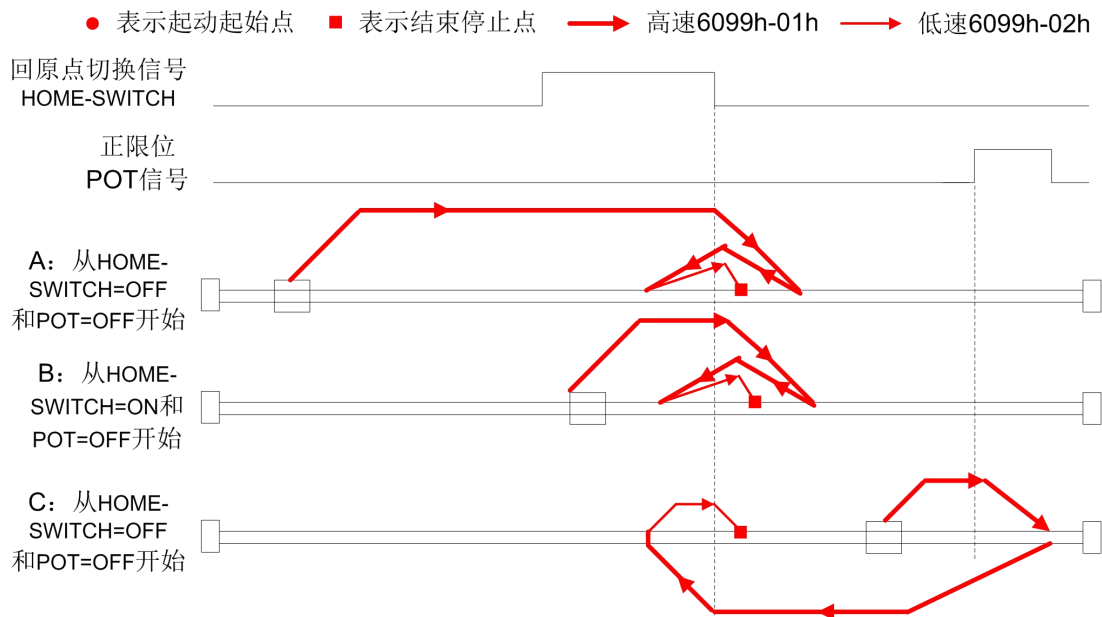 表示起动起始点 表示结束停止点 高速6099h-01h 低速6099h-02h
回原点切换信号
HOME-SWITCH
正限位
POT信号
A：从HOME-
SWITCH=OFF
和POT=OFF开始
B：从HOME-
SWITCH=ON和
POT=OFF开始
C：从HOME-
SWITCH=OFF
和POT=OFF开始